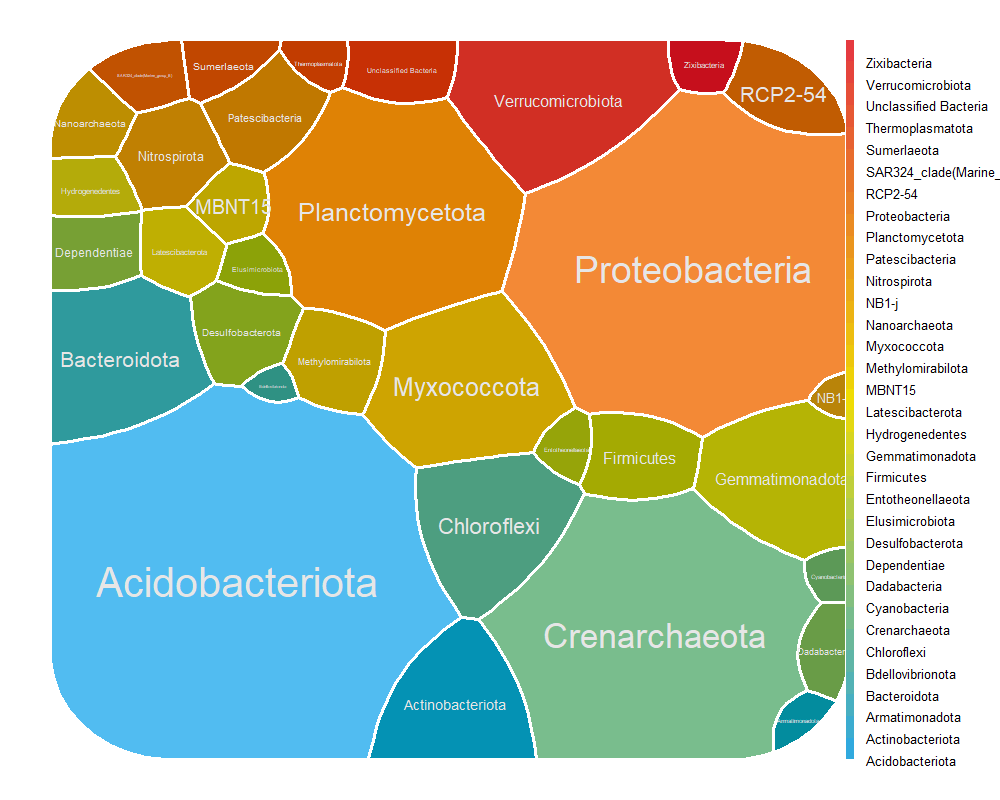 SAR324_clade(Marine_group_B)
Sumerlaeota
Thermoplasmatota
Unclassified Bacteria
Verrucomicrobiota
Zixibacteria
RCP2-54
Nanoarchaeota
Nitrospirota
Patescibacteria
Planctomycetota
Proteobacteria
Hydrogenedentes
MBNT15
Dependentiae
Latescibacterota
Elusimicrobiota
Bacteroidota
Desulfobacterota
Methylomirabilota
Bdellovibrionota
Myxococcota
NB1-
Entotheonellaeota
Firmicutes
Gemmatimonadota
Chloroflexi
Acidobacteriota
Cyanobacteri
Crenarchaeota
Dadabacter
Actinobacteriota
Armatimonadota
Zixibacteria
Verrucomicrobiota
Unclassified Bacteria
Thermoplasmatota
Sumerlaeota
SAR324_clade(Marine_
RCP2-54
Proteobacteria
Planctomycetota
Patescibacteria
Nitrospirota
NB1-j
Nanoarchaeota
Myxococcota
Methylomirabilota
MBNT15
Latescibacterota
Hydrogenedentes
Gemmatimonadota
Firmicutes
Entotheonellaeota
Elusimicrobiota
Desulfobacterota
Dependentiae
Dadabacteria
Cyanobacteria
Crenarchaeota
Chloroflexi
Bdellovibrionota
Bacteroidota
Armatimonadota
Actinobacteriota
Acidobacteriota